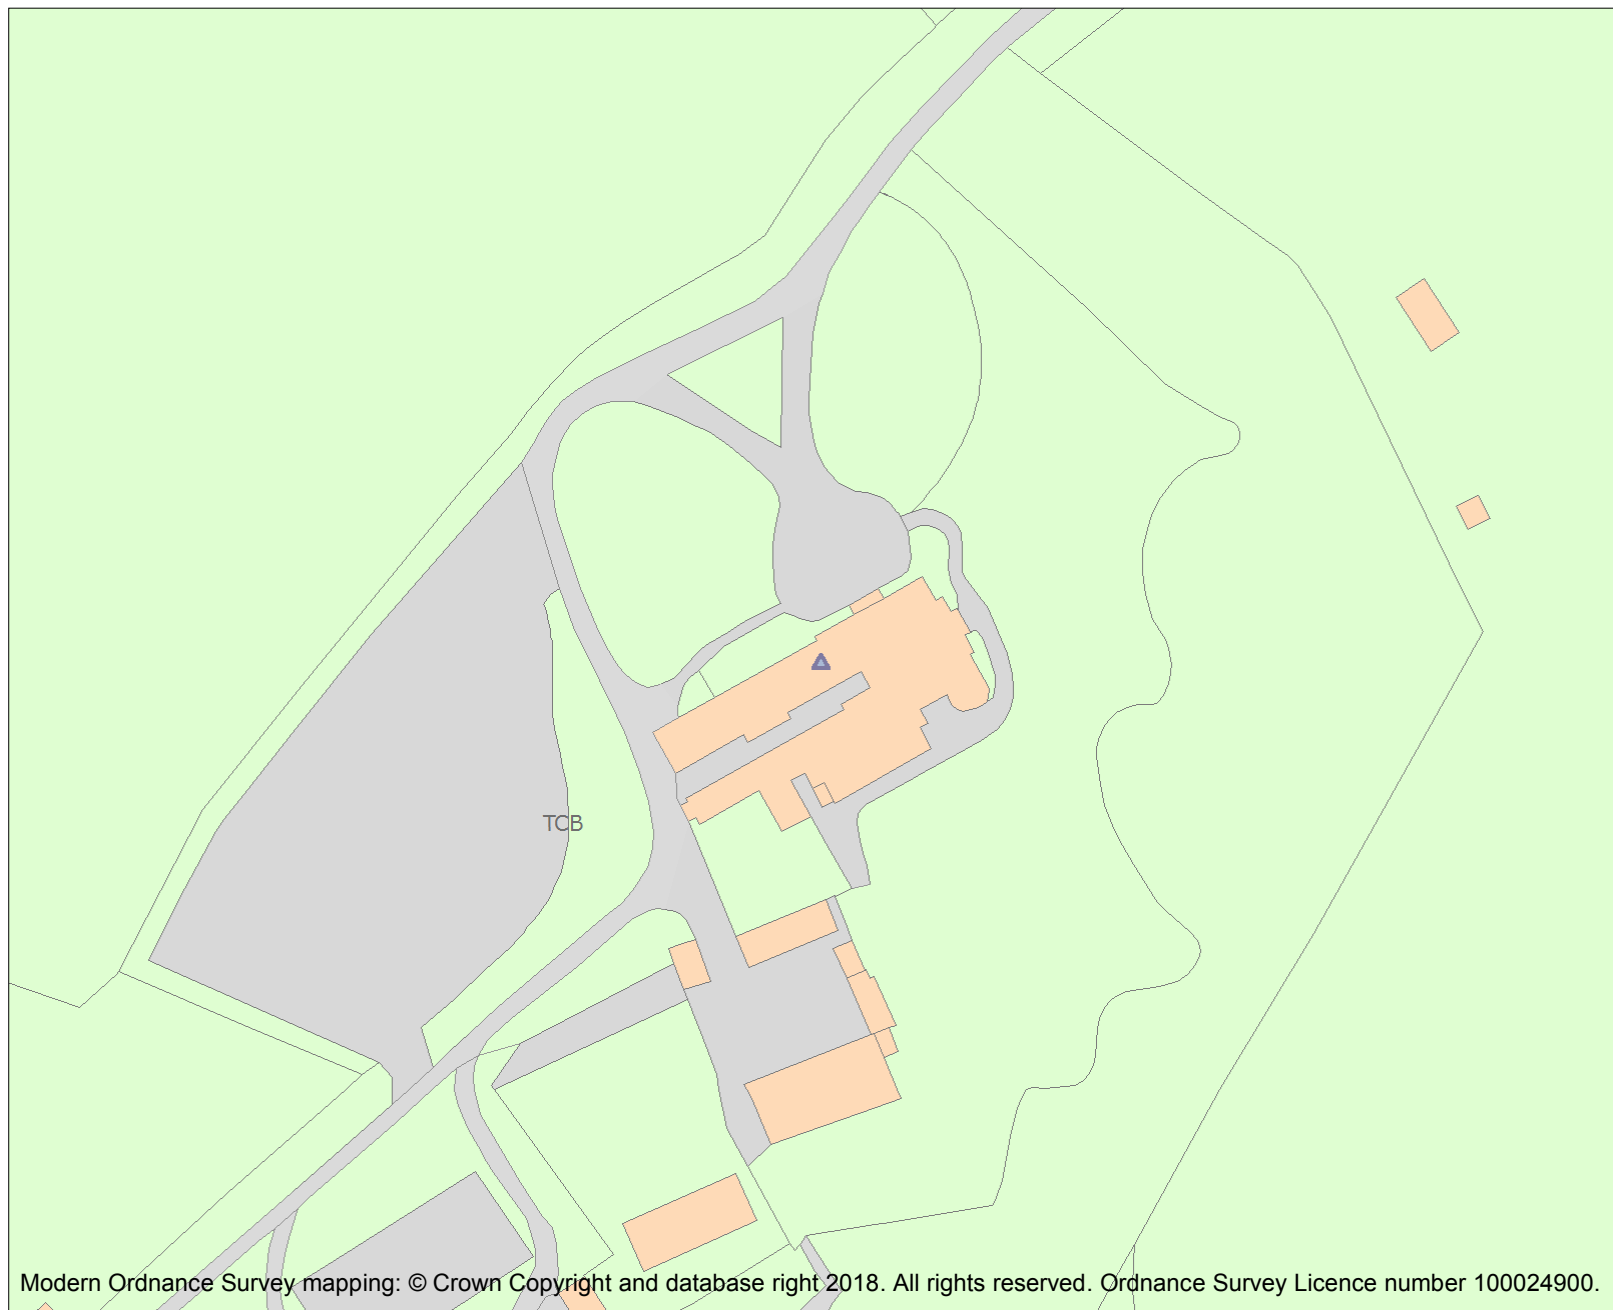 TCB
Modern Ordnance Survey mapping: © Crown Copyright and database right 2018. All rights reserved. Ordnance Survey Licence number 100024900.